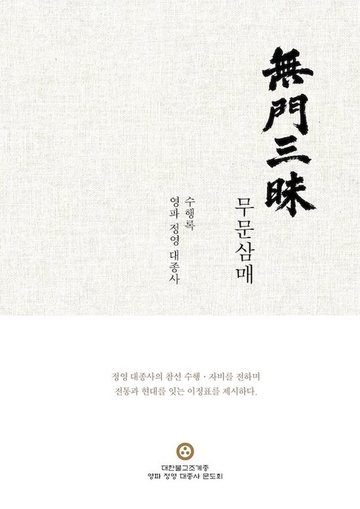 無門三昧
무문삼매
수행록
영파 정영 대종사
정영 대종사의 참선 수행·자비를 전하며
전통과 현대를 잇는 이정표를 제시하다.
대한불교조계종
영파 정영 대종사 문도회